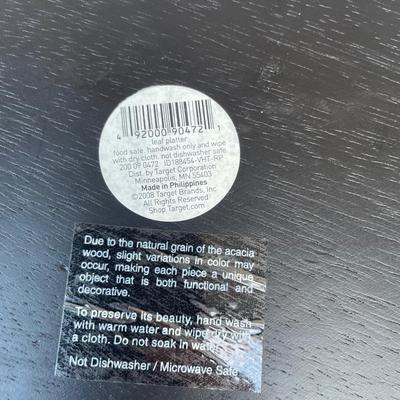 4 92000 90472 1
leaf platter
food safe. handwash only and wipe
with dry cloth. not dishwasher safe.
200 09 0472 ID188454-VHT-RP
Dist. by Target Corporation
Minneapolis, MN 55403
Made in Philippines
©2008 Target Brands, Inc.
All Rights Reserved
Shop Target.com
Due to the natural grain of the acacia
wood, slight variations in color may
occur, making each piece a unique
object that is both functional and
decorative.
To preserve its beauty, hand wash
with warm water and wipe dry with
a cloth. Do not soak in water.
Not Dishwasher / Microwave Safe